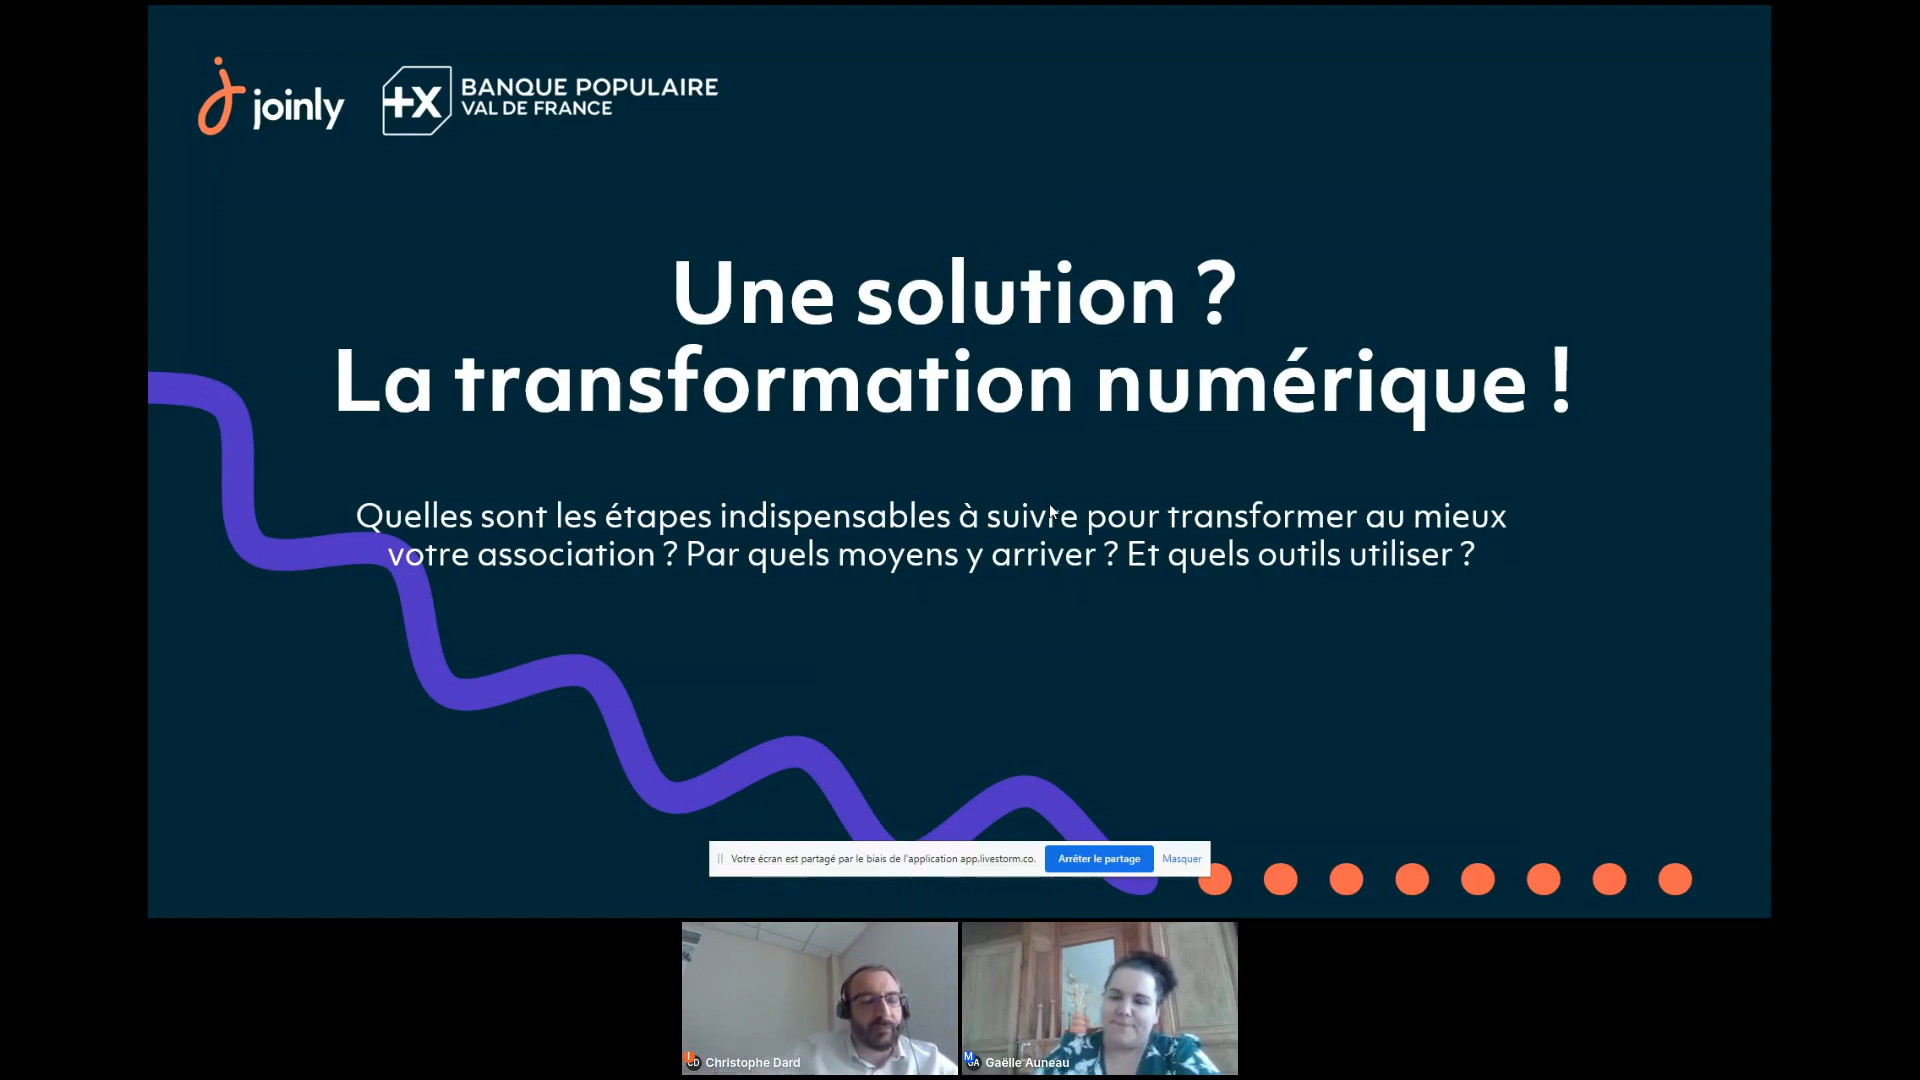 joinly
+X BANQUE POPULAIRE
VAL DE FRANCE
Une solution ?
La transformation numérique !
Quelles sont les étapes indispensables à suivre pour transformer au mieux
votre association ? Par quels moyens y arriver ? Et quels outils utiliser ?
Votre écran est partagé par le biais de l'application app.livestorm.co. Arrêter le partage Masquer
CD Christophe Dard
M GA Gaëlle Auneau